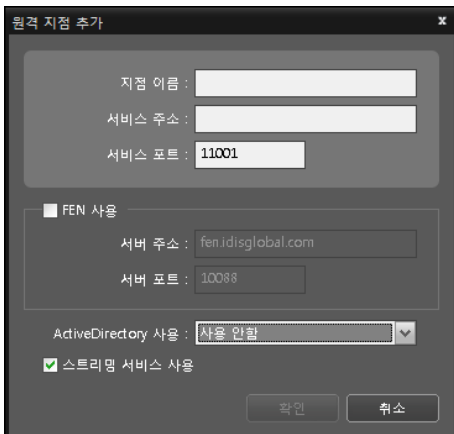 원격 지점 추가 x
지점 이름 :
서비스 주소 :
서비스 포트 : 11001
FEN 사용
서버 주소 : fen.idisglobal.com
서버 포트 : 10088
ActiveDirectory 사용 : 사용 안함
스트리밍 서비스 사용
확인 취소